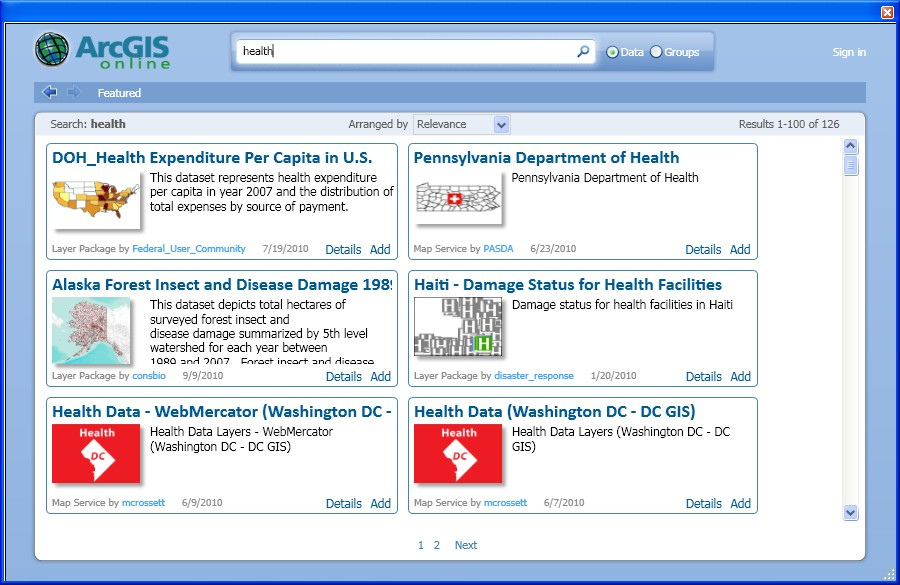 ArcGIS
online
health
Data
Groups
Sign in
Featured
Search: health
Arranged by
Relevance
Results 1-100 of 126
DOH_Health Expenditure Per Capita in U.S.
This dataset represents health expenditure
per capita in year 2007 and the distribution of
total expenses by source of payment.
Layer Package by Federal_User_Community 7/19/2010 Details Add
Pennsylvania Department of Health
Pennsylvania Department of Health
Map Service by PASDA 6/23/2010 Details Add
Alaska Forest Insect and Disease Damage 1989
This dataset depicts total hectares of
surveyed forest insect and
disease damage summarized by 5th level
watershed for each year between
1989 and 2007. Forest insect and disease
Layer Package by consbio 9/9/2010 Details Add
Haiti - Damage Status for Health Facilities
Damage status for health facilities in Haiti
H H H H H
Layer Package by disaster_response 1/20/2010 Details Add
Health Data - WebMercator (Washington DC -
Health
DC
Health Data Layers - WebMercator
(Washington DC - DC GIS)
Map Service by mcrossett 6/9/2010 Details Add
Health Data (Washington DC - DC GIS)
Health
DC
Health Data Layers (Washington DC - DC
GIS)
Map Service by mcrossett 6/7/2010 Details Add
1 2 Next